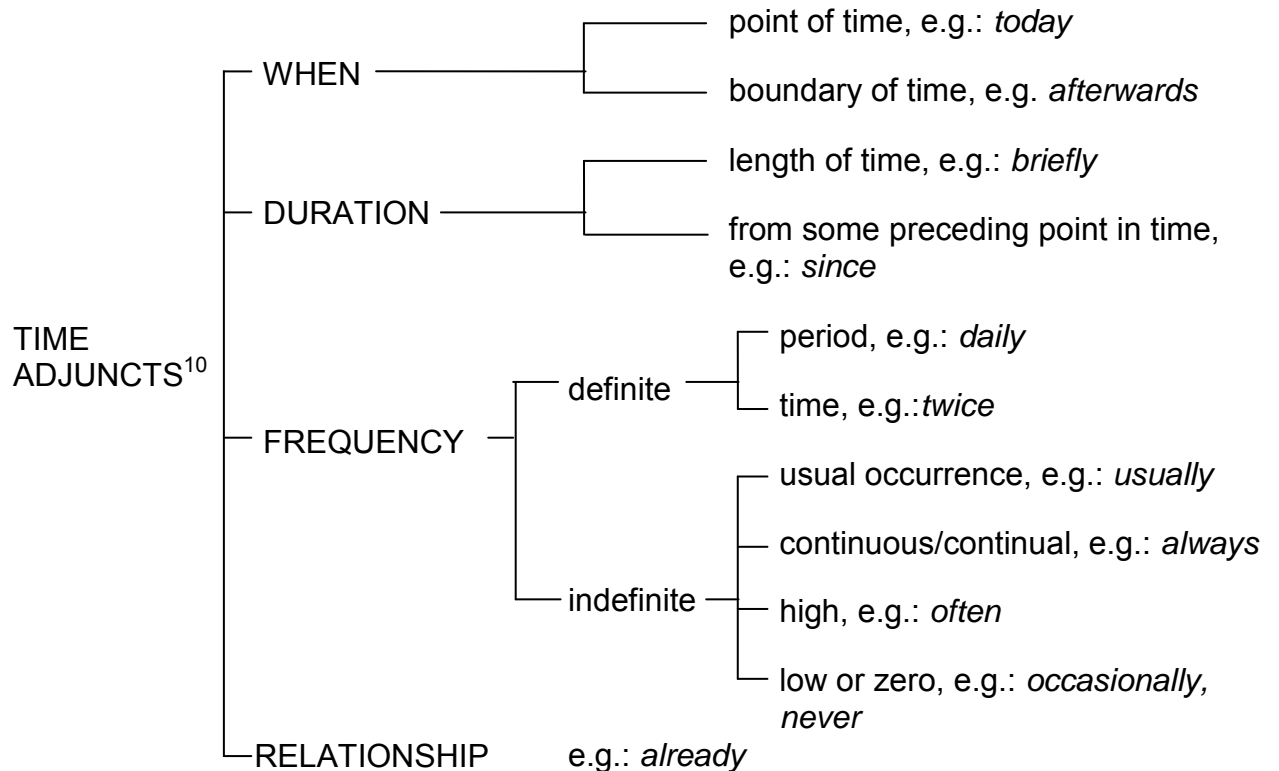 point of time, e.g.: today
WHEN
boundary of time, e.g. afterwards
length of time, e.g.: briefly
DURATION
from some preceding point in time,
e.g.: since
TIME
ADJUNCTS10
period, e.g.: daily
definite
time, e.g.:twice
FREQUENCY
usual occurrence, e.g.: usually
continuous/continual, e.g.: always
indefinite
high, e.g.: often
low or zero, e.g.: occasionally,
never
RELATIONSHIP e.g.: already